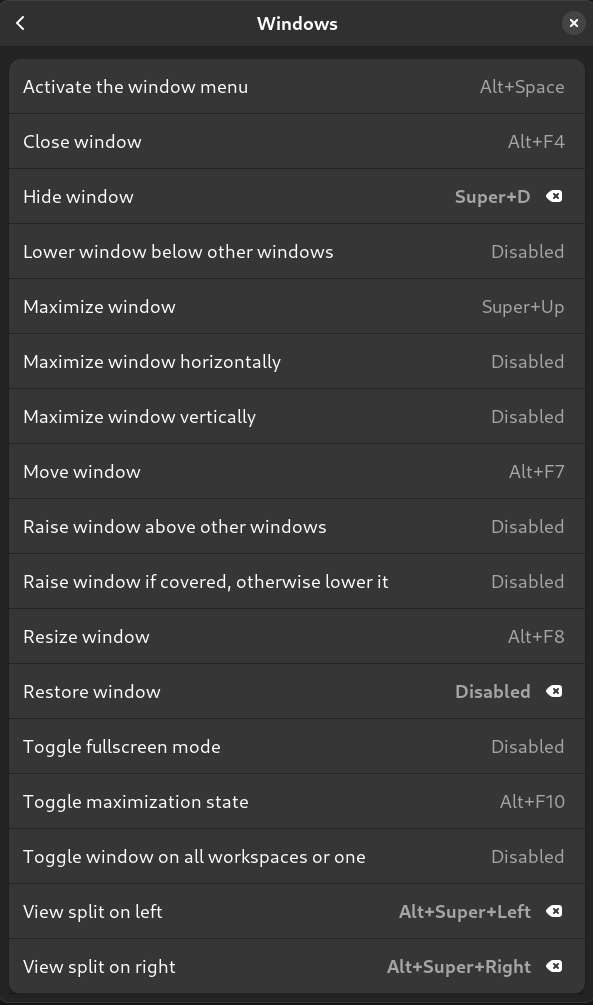 Windows
Activate the window menu Alt+Space
Close window Alt+F4
Hide window Super+D
Lower window below other windows Disabled
Maximize window Super+Up
Maximize window horizontally Disabled
Maximize window vertically Disabled
Move window Alt+F7
Raise window above other windows Disabled
Raise window if covered, otherwise lower it Disabled
Resize window Alt+F8
Restore window Disabled
Toggle fullscreen mode Disabled
Toggle maximization state Alt+F10
Toggle window on all workspaces or one Disabled
View split on left Alt+Super+Left
View split on right Alt+Super+Right